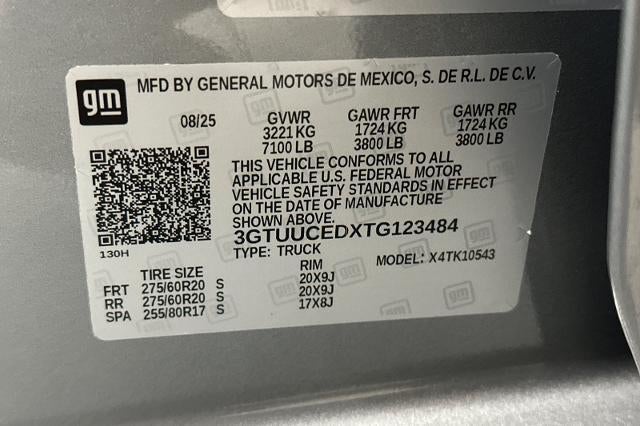 gm
MFD BY GENERAL MOTORS DE MEXICO, S. DE R.L. DE C.V.
08/25 GVWR GAWR FRT GAWR RR
3221 KG 1724 KG 1724 KG
7100 LB 3800 LB 3800 LB
THIS VEHICLE CONFORMS TO ALL
APPLICABLE U.S. FEDERAL MOTOR
VEHICLE SAFETY STANDARDS IN EFFECT
ON THE DATE OF MANUFACTURE
SHOWN ABOVE.
3GTUUCEDXTG123484
130H
TYPE: TRUCK MODEL: X4TK10543
TIRE SIZE RIM
FRT 275/60R20 S 20X9J
RR 275/60R20 S 20X9J
SPA 255/80R17 S 17X8J